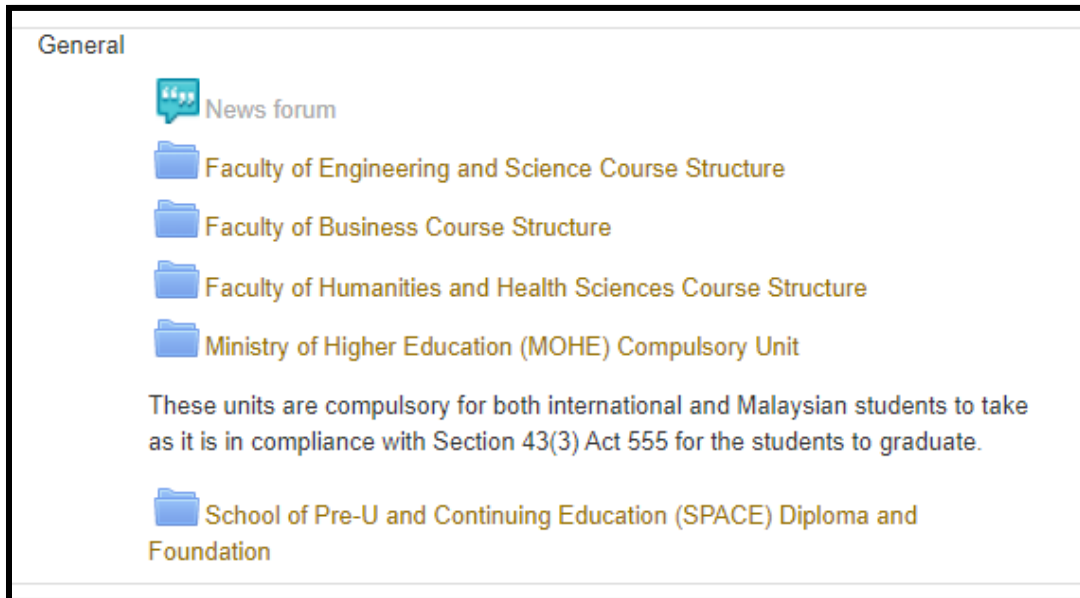 General
News forum
Faculty of Engineering and Science Course Structure
Faculty of Business Course Structure
Faculty of Humanities and Health Sciences Course Structure
Ministry of Higher Education (MOHE) Compulsory Unit
These units are compulsory for both international and Malaysian students to take
as it is in compliance with Section 43(3) Act 555 for the students to graduate.
School of Pre-U and Continuing Education (SPACE) Diploma and
Foundation